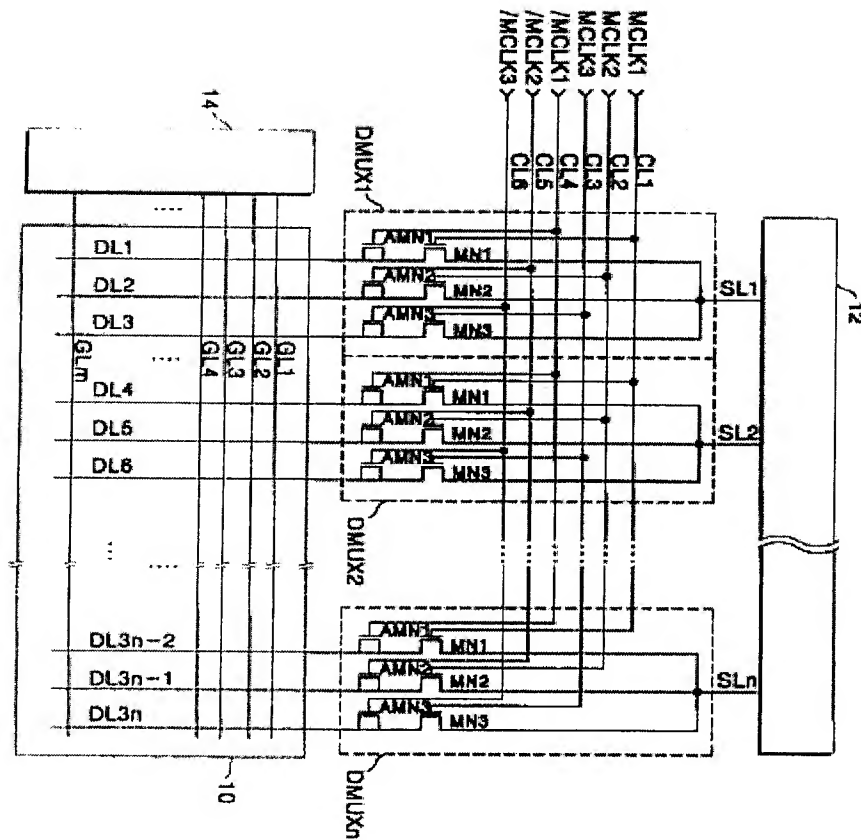 MCLK1
MCLK2
MCLK3
/MCLK1
/MCLK2
/MCLK3
CL1
CL2
CL3
CL4
CL5
CL6
14
12
DMUX1
DL1
AMN1
MN1
DL2
AMN2
MN2
SL1
DL3
AMN3
MN3
GLm
GL4
GL3
GL2
GL1
DL4
AMN1
MN1
DL5
AMN2
MN2
SL2
DL6
AMN3
MN3
DMUX2
DL3n-2
AMN1
MN1
DL3n-1
AMN2
MN2
SLn
DL3n
AMN3
MN3
10
DMUXn